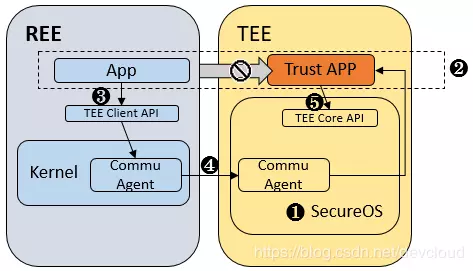 REE
TEE
App
Trust APP
❷
❸
❺
TEE Client API
TEE Core API
Kernel
Commu
Agent
❹
Commu
Agent
❶ SecureOS
https://blog.csdn.net/devcloud